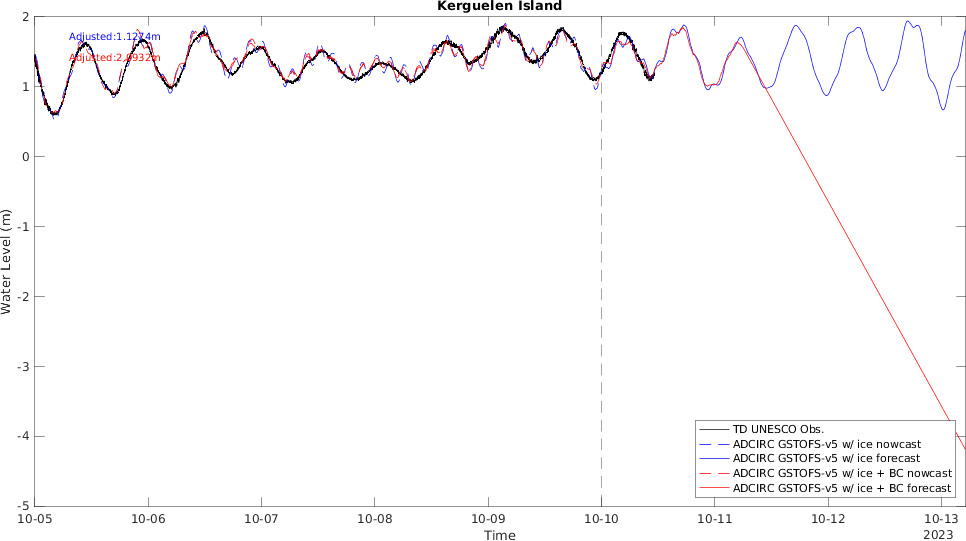 Kerguelen Island
Adjusted:1.1274m
Adjusted:2.0932m
Water Level (m)
2
1
0
-1
-2
-3
-4
-5
10-05
10-06
10-07
10-08
10-09
10-10
10-11
10-12
10-13
2023
Time
TD UNESCO Obs.
ADCIRC GSTOFS-v5 w/ ice nowcast
ADCIRC GSTOFS-v5 w/ ice forecast
ADCIRC GSTOFS-v5 w/ ice + BC nowcast
ADCIRC GSTOFS-v5 w/ ice + BC forecast